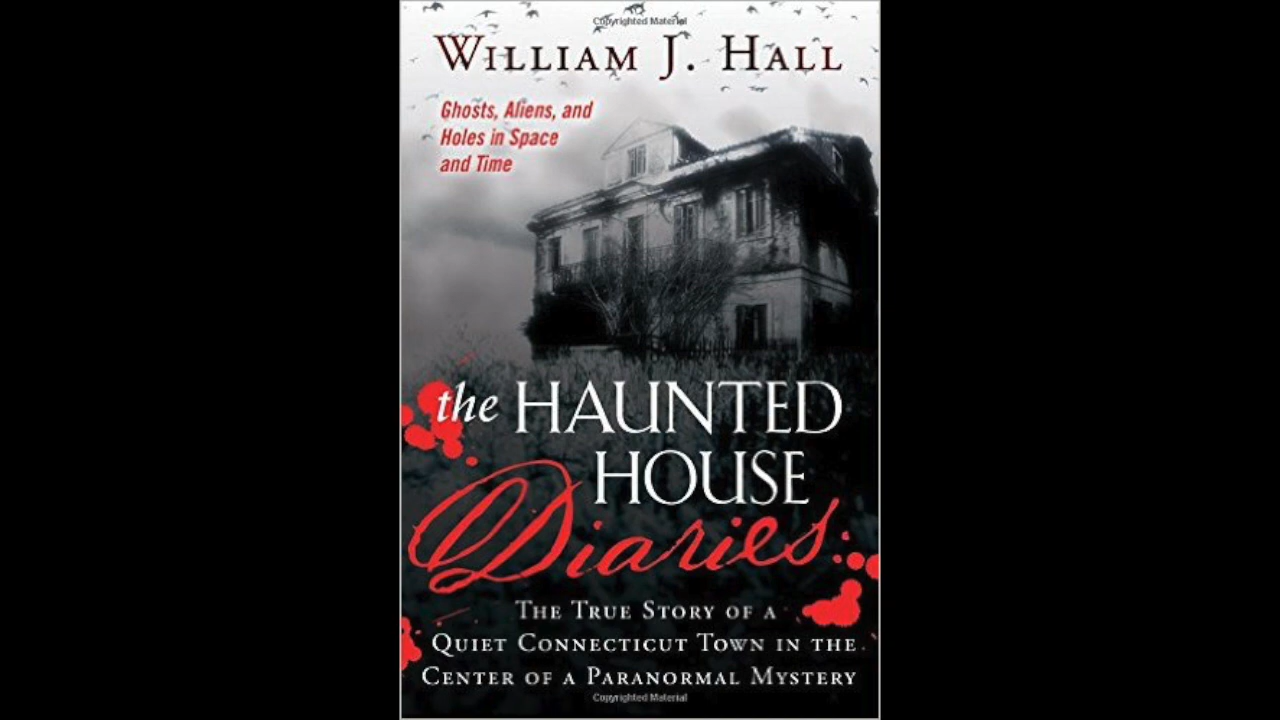 Copyrighted Material
WILLIAM J. HALL
Ghosts, Aliens, and
Holes in Space
and Time
the HAUNTED
HOUSE
Diaries
THE TRUE STORY OF A
QUIET CONNECTICUT TOWN IN THE
CENTER OF A PARANORMAL MYSTERY
Copyrighted Material